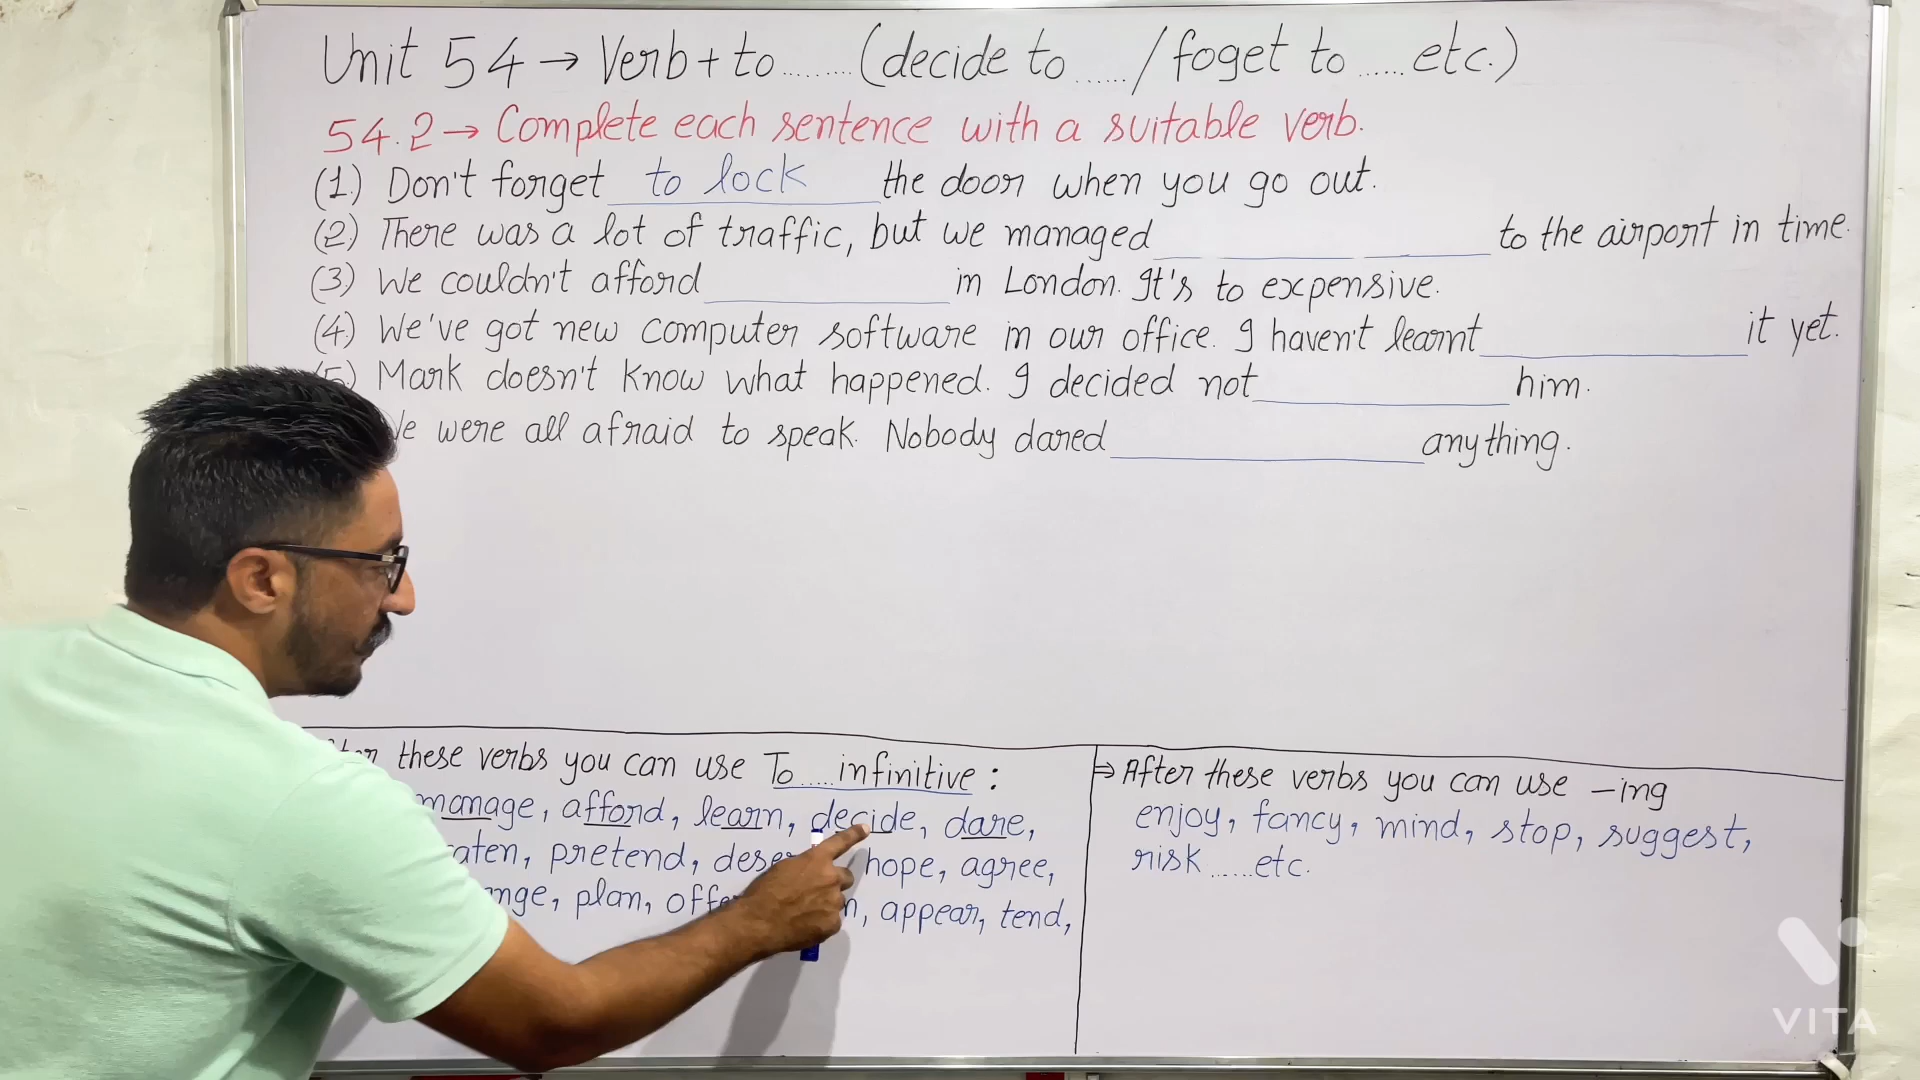 Unit 54 → Verb + to ........ (decide to ...... / foget to ..... etc.)
54.2 → Complete each sentence with a suitable verb.
(1.) Don't forget to lock the door when you go out.
(2) There was a lot of traffic, but we managed __________ to the airport in time.
(3.) We couldn't afford __________ in London. It's to expensive.
(4.) We've got new computer software in our office. I haven't learnt __________ it yet.
(5.) Mark doesn't know what happened. I decided not __________ him.
were all afraid to speak. Nobody dared __________ anything.
these verbs you can use To .... infinitive :
manage, afford, learn, decide, dare,
pretend, hope, agree,
plan, appear, tend,
⇒ After these verbs you can use -ing
enjoy, fancy, mind, stop, suggest,
risk ...... etc.
VITA